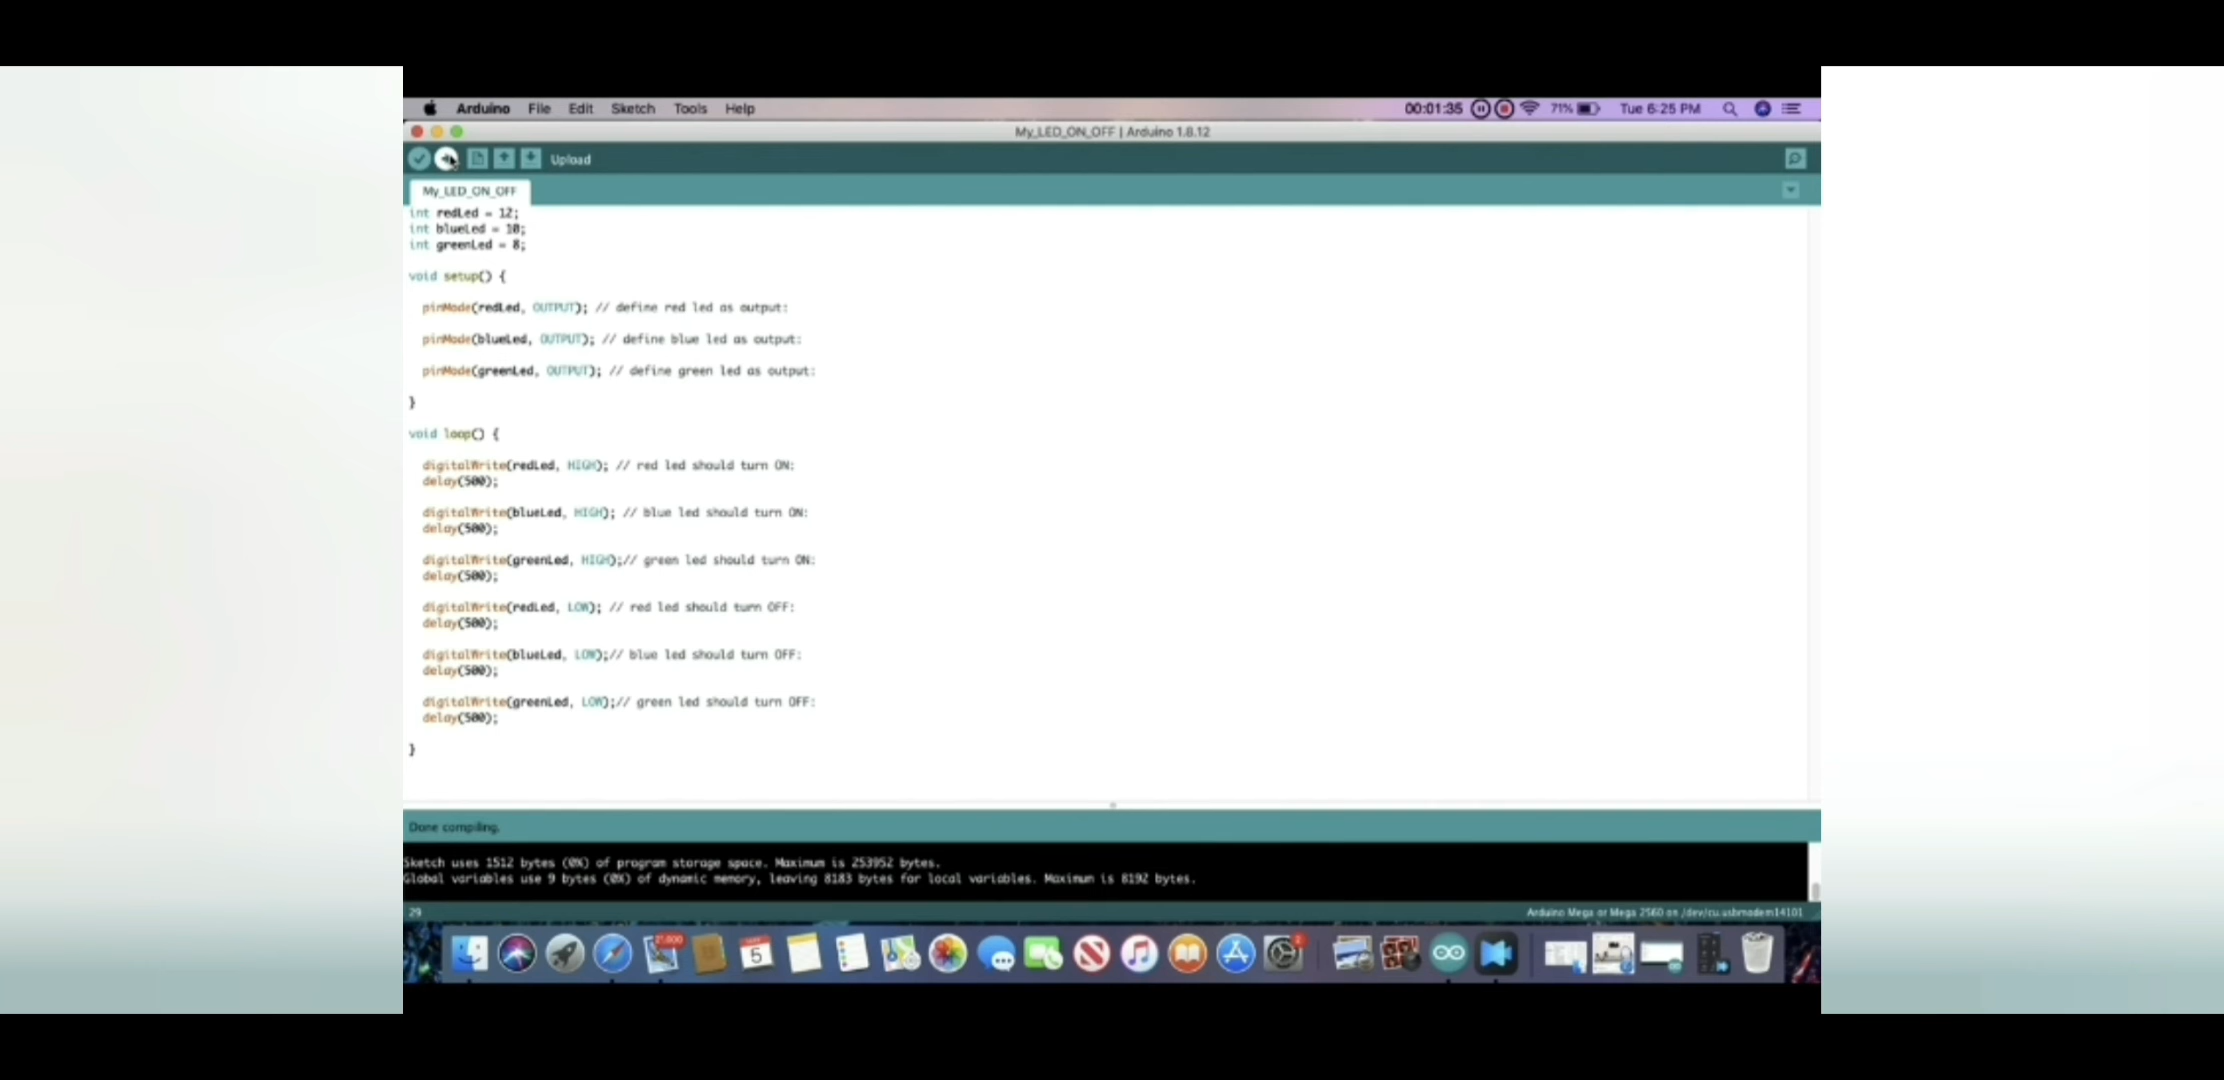 Arduino File Edit Sketch Tools Help 00:01:35 71% Tue 6:25 PM
My_LED_ON_OFF | Arduino 1.8.12
Upload
My_LED_ON_OFF
int redLed = 12;
int blueLed = 10;
int greenLed = 8;
void setup() {
pinMode(redLed, OUTPUT); // define red led as output:
pinMode(blueLed, OUTPUT); // define blue led as output:
pinMode(greenLed, OUTPUT); // define green led as output:
}
void loop() {
digitalWrite(redLed, HIGH); // red led should turn ON:
delay(500);
digitalWrite(blueLed, HIGH); // blue led should turn ON:
delay(500);
digitalWrite(greenLed, HIGH);// green led should turn ON:
delay(500);
digitalWrite(redLed, LOW); // red led should turn OFF:
delay(500);
digitalWrite(blueLed, LOW);// blue led should turn OFF:
delay(500);
digitalWrite(greenLed, LOW);// green led should turn OFF:
delay(500);
}
Done compiling.
Sketch uses 1512 bytes (0%) of program storage space. Maximum is 253952 bytes.
Global variables use 9 bytes (0%) of dynamic memory, leaving 8183 bytes for local variables. Maximum is 8192 bytes.
29 Arduino Mega or Mega 2560 on /dev/cu.usbmodem14101
5